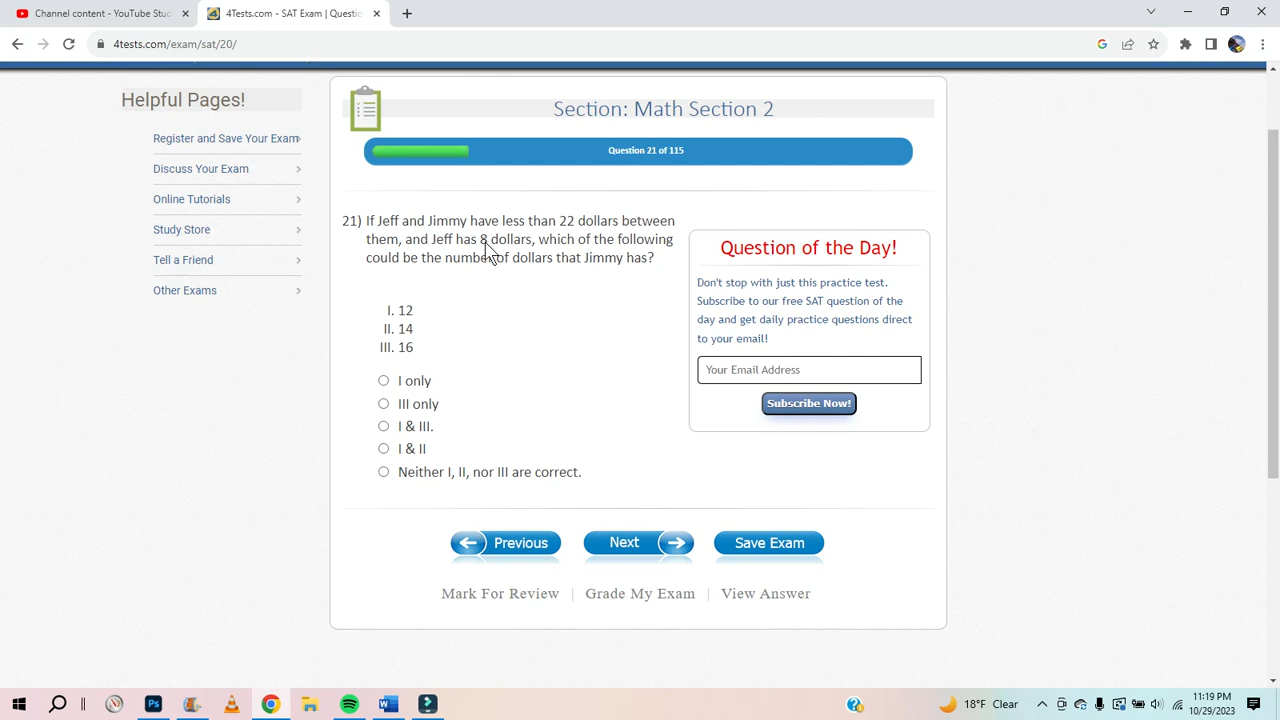 Channel content - YouTube Stud
4Tests.com - SAT Exam | Questio
4tests.com/exam/sat/20/
Helpful Pages!
Register and Save Your Exam
Discuss Your Exam
Online Tutorials
Study Store
Tell a Friend
Other Exams
Section: Math Section 2
Question 21 of 115
21) If Jeff and Jimmy have less than 22 dollars between
them, and Jeff has 8 dollars, which of the following
could be the number of dollars that Jimmy has?
I. 12
II. 14
III. 16
I only
III only
I & III.
I & II
Neither I, II, nor III are correct.
Question of the Day!
Don't stop with just this practice test.
Subscribe to our free SAT question of the
day and get daily practice questions direct
to your email!
Your Email Address
Subscribe Now!
Previous
Next
Save Exam
Mark For Review | Grade My Exam | View Answer
18°F Clear
11:19 PM
10/29/2023